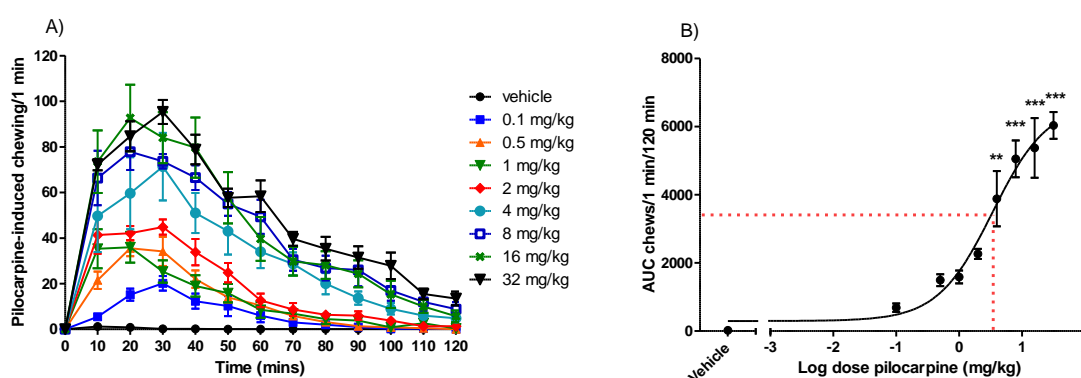 A)
Pilocarpine-induced chewing/1 min
120
100
80
60
40
20
0
0 10 20 30 40 50 60 70 80 90 100 110 120
Time (mins)
vehicle
0.1 mg/kg
0.5 mg/kg
1 mg/kg
2 mg/kg
4 mg/kg
8 mg/kg
16 mg/kg
32 mg/kg
B)
AUC chews/1 min/120 min
8000
6000
4000
2000
0
**
***
***
***
Vehicle
-3 -2 -1 0 1
Log dose pilocarpine (mg/kg)